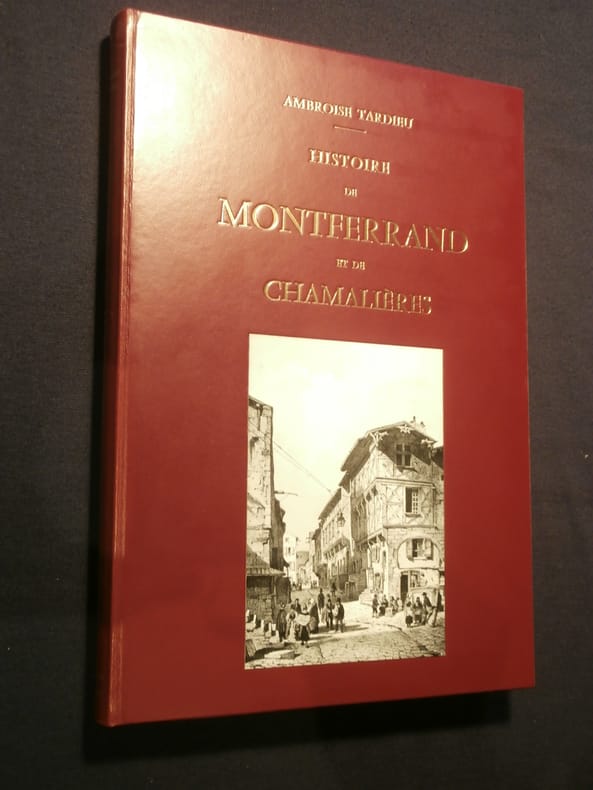 AMBROISE TARDIEU
HISTOIRE
DE
MONTFERRAND
ET DE
CHAMALIÈRES